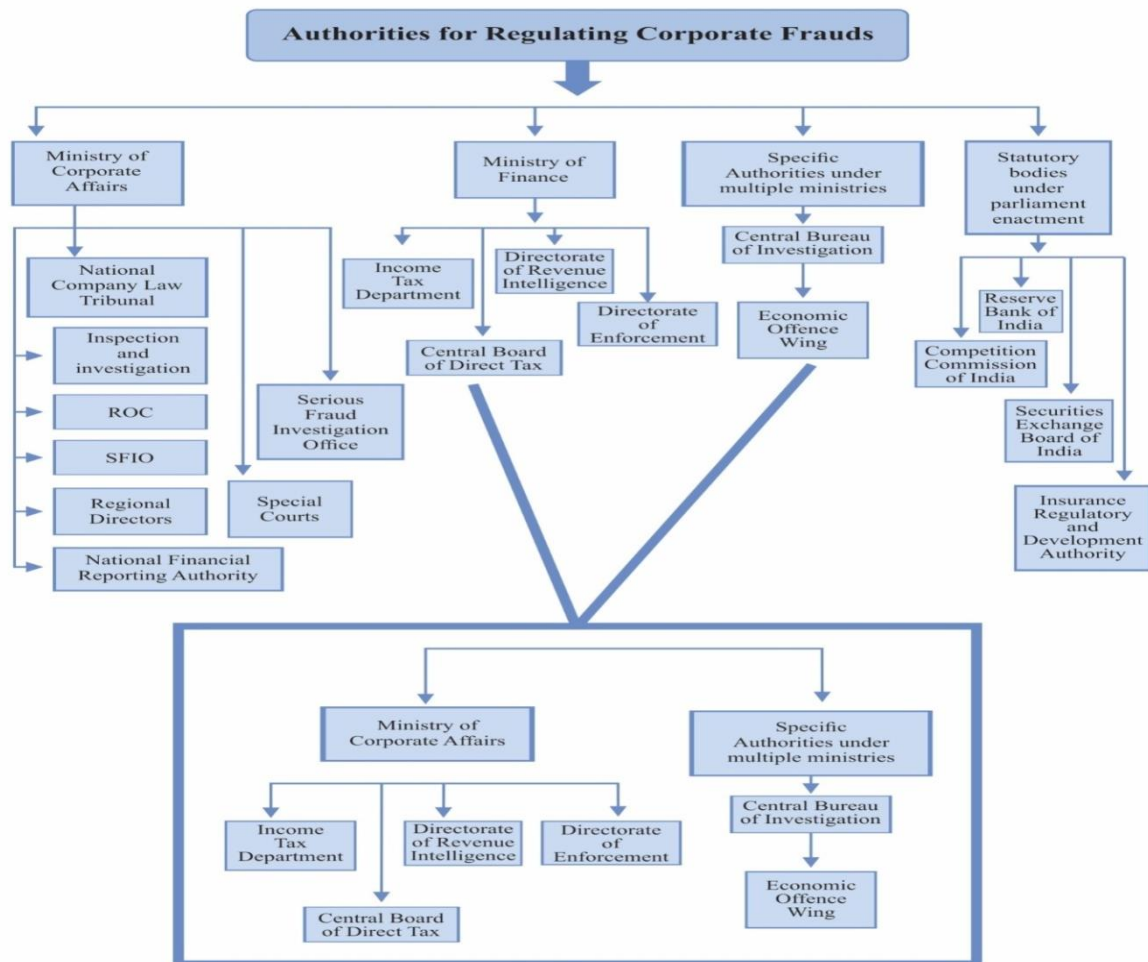 Authorities for Regulating Corporate Frauds
Ministry of
Corporate
Affairs
National
Company Law
Tribunal
Inspection
and
investigation
ROC
SFIO
Regional
Directors
National Financial
Reporting Authority
Special
Courts
Serious
Fraud
Investigation
Office
Ministry of
Finance
Income
Tax
Department
Central Board
of Direct Tax
Directorate
of Revenue
Intelligence
Directorate
of
Enforcement
Specific
Authorities under
multiple ministries
Central Bureau
of Investigation
Economic
Offence
Wing
Statutory
bodies
under
parliament
enactment
Reserve
Bank of
India
Competition
Commission
of India
Securities
Exchange
Board of
India
Insurance
Regulatory
and
Development
Authority
Ministry of
Corporate Affairs
Income
Tax
Department
Central Board
of Direct Tax
Directorate
of Revenue
Intelligence
Directorate
of
Enforcement
Specific
Authorities under
multiple ministries
Central Bureau
of Investigation
Economic
Offence
Wing